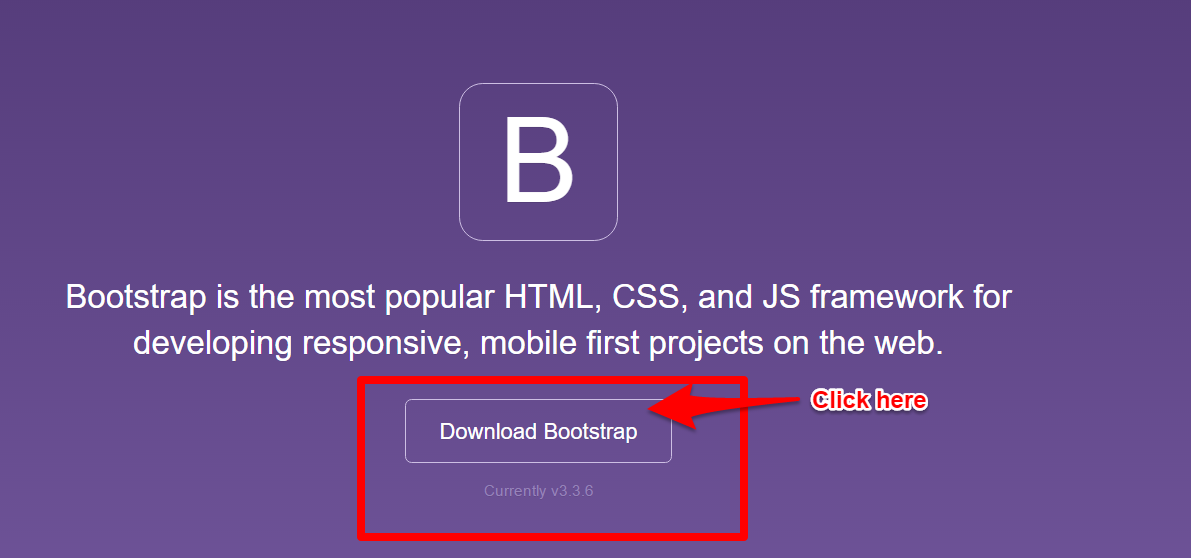 B
Bootstrap is the most popular HTML, CSS, and JS framework for
developing responsive, mobile first projects on the web.
Click here
Download Bootstrap
Currently v3.3.6